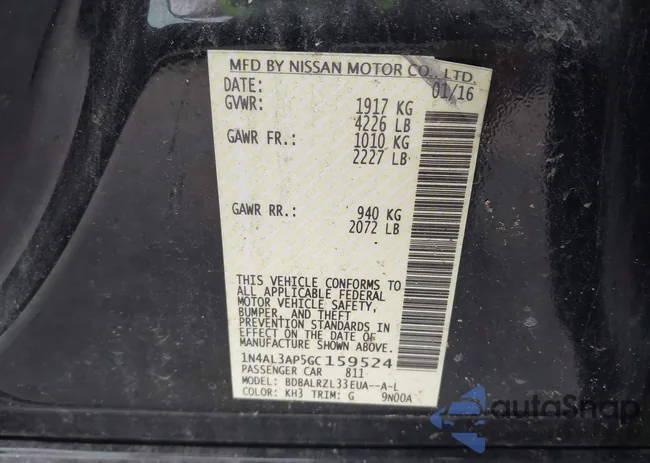 MFD BY NISSAN MOTOR CO., LTD.
DATE: 01/16
GVWR: 1917 KG
4226 LB
GAWR FR.: 1010 KG
2227 LB
GAWR RR.: 940 KG
2072 LB
THIS VEHICLE CONFORMS TO
ALL APPLICABLE FEDERAL
MOTOR VEHICLE SAFETY,
BUMPER, AND THEFT
PREVENTION STANDARDS IN
EFFECT ON THE DATE OF
MANUFACTURE SHOWN ABOVE.
1N4AL3AP5GC159524
PASSENGER CAR 811
MODEL: BDBALRZL33EUA--A-L
COLOR: KH3 TRIM: G 9N00A
autoSnap